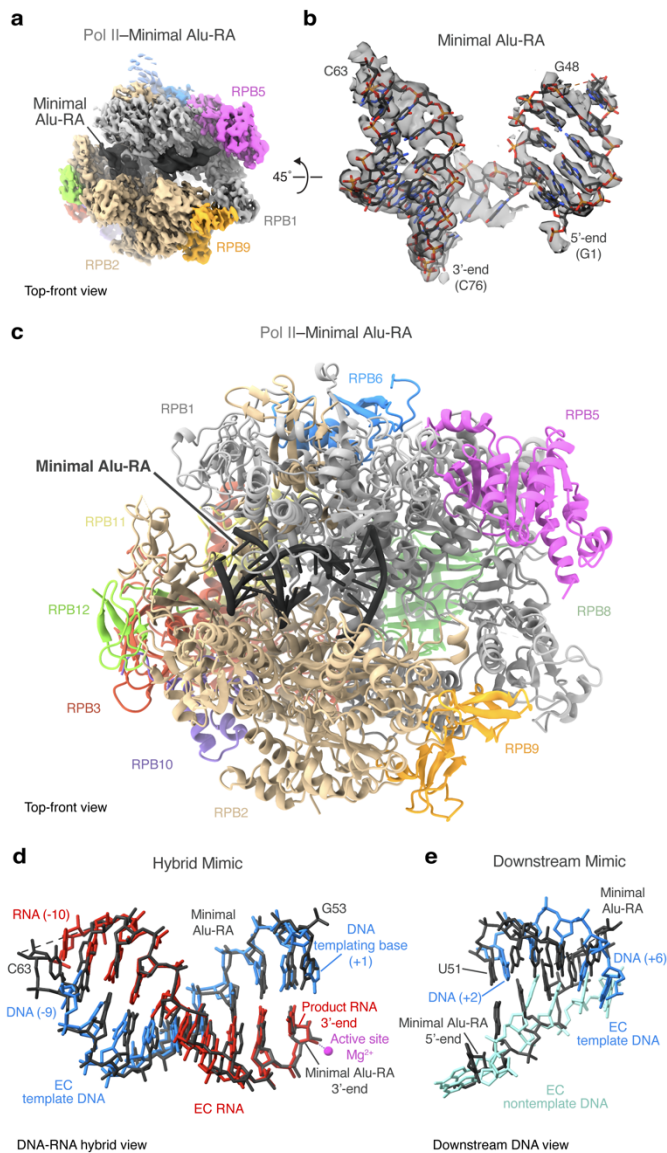 a
Pol II–Minimal Alu-RA
Minimal
Alu-RA
RPB5
RPB1
RPB9
RPB2
Top-front view
45°
b
Minimal Alu-RA
C63
G48
5'-end
(G1)
3'-end
(C76)
c
Pol II–Minimal Alu-RA
RPB6
RPB1
RPB5
Minimal Alu-RA
RPB11
RPB12
RPB8
RPB3
RPB9
RPB10
RPB2
Top-front view
d
Hybrid Mimic
RNA (-10)
Minimal
Alu-RA
G53
C63
DNA
templating base
(+1)
DNA (-9)
Product RNA
3'-end
Active site
Mg²⁺
Minimal Alu-RA
3'-end
EC
template DNA
EC RNA
DNA-RNA hybrid view
e
Downstream Mimic
Minimal
Alu-RA
U51
DNA (+6)
DNA (+2)
Minimal Alu-RA
5'-end
EC
template DNA
EC
nontemplate DNA
Downstream DNA view